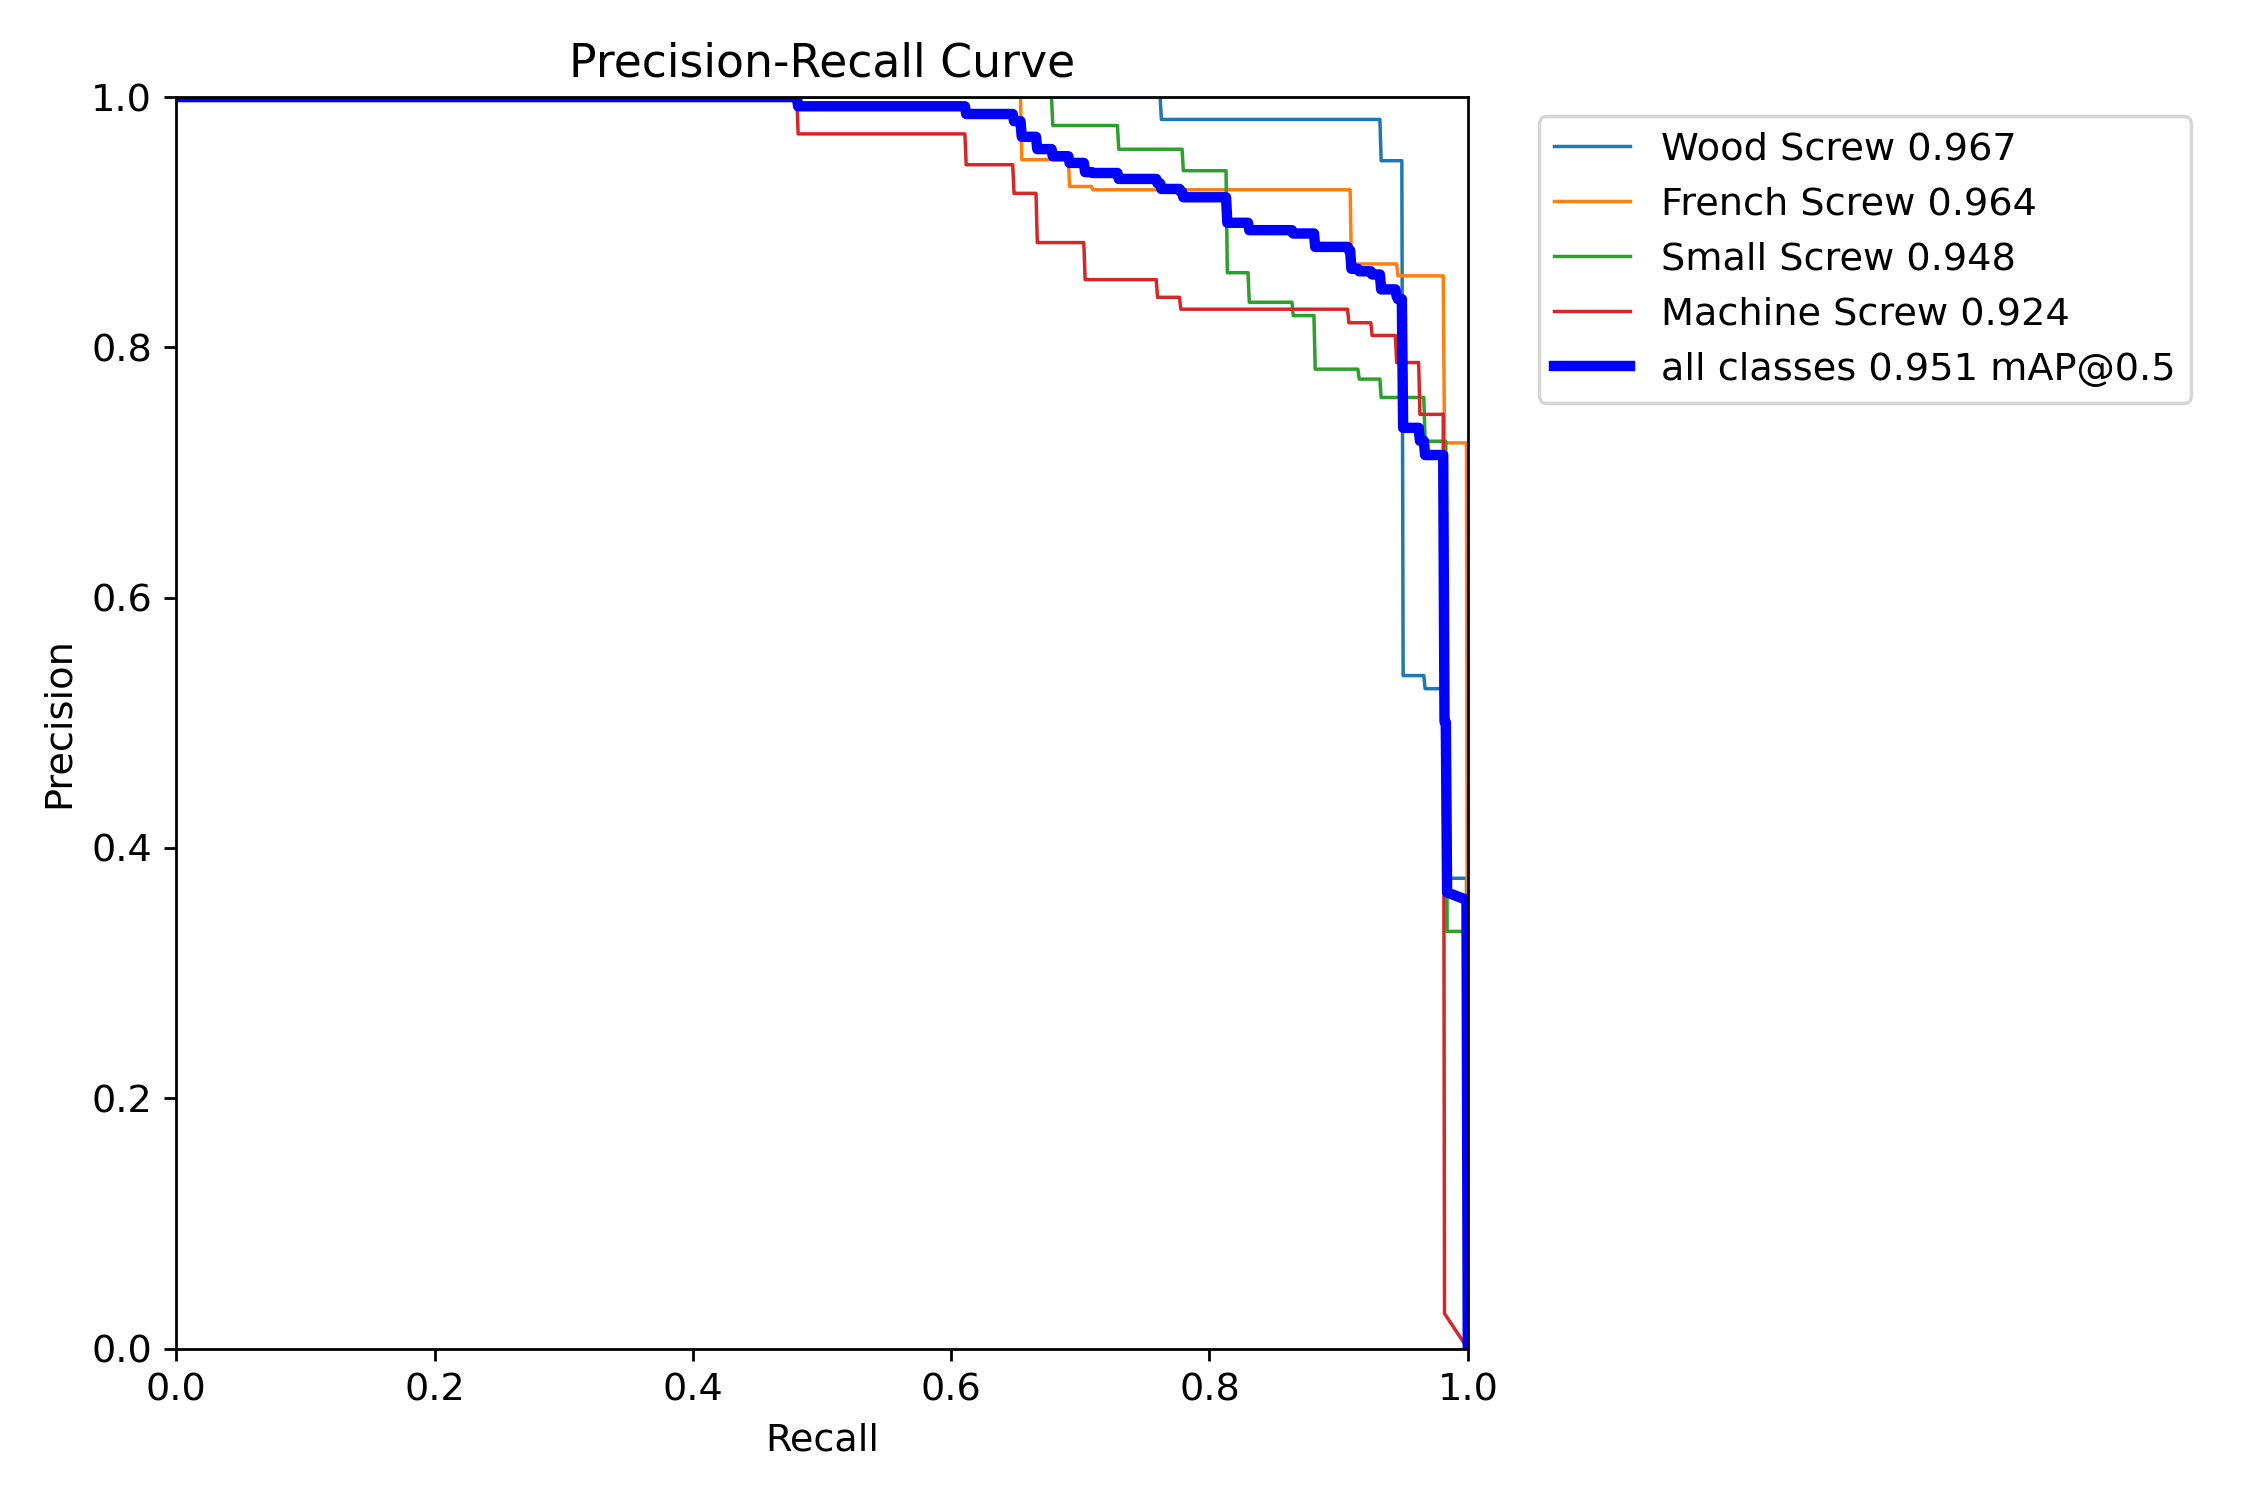 Precision-Recall Curve
1.0
0.8
0.6
0.4
0.2
0.0
Precision
0.0 0.2 0.4 0.6 0.8 1.0
Recall
Wood Screw 0.967
French Screw 0.964
Small Screw 0.948
Machine Screw 0.924
all classes 0.951 mAP@0.5